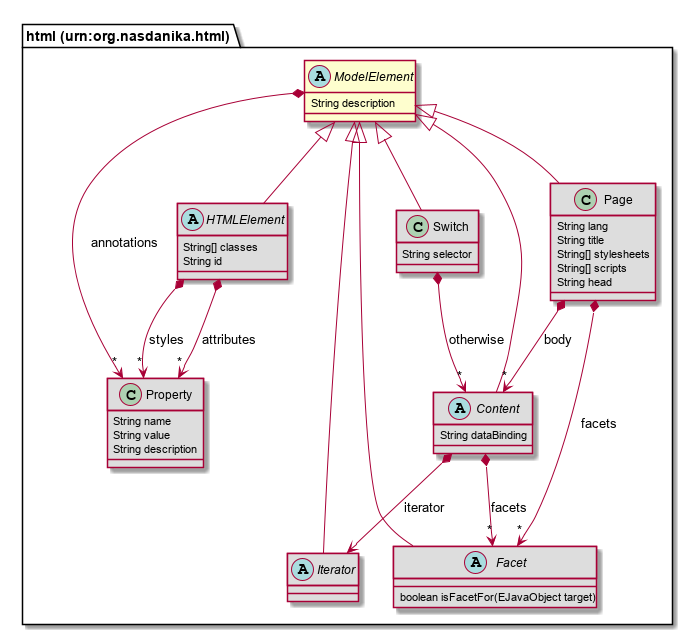 html (urn:org.nasdanika.html)
A ModelElement
String description
annotations
A HTMLElement
String[] classes
String id
C Switch
String selector
C Page
String lang
String title
String[] stylesheets
String[] scripts
String head
styles
attributes
otherwise
body
*
*
*
*
*
C Property
String name
String value
String description
A Content
String dataBinding
facets
iterator
facets
*
*
A Iterator
A Facet
boolean isFacetFor(EJavaObject target)